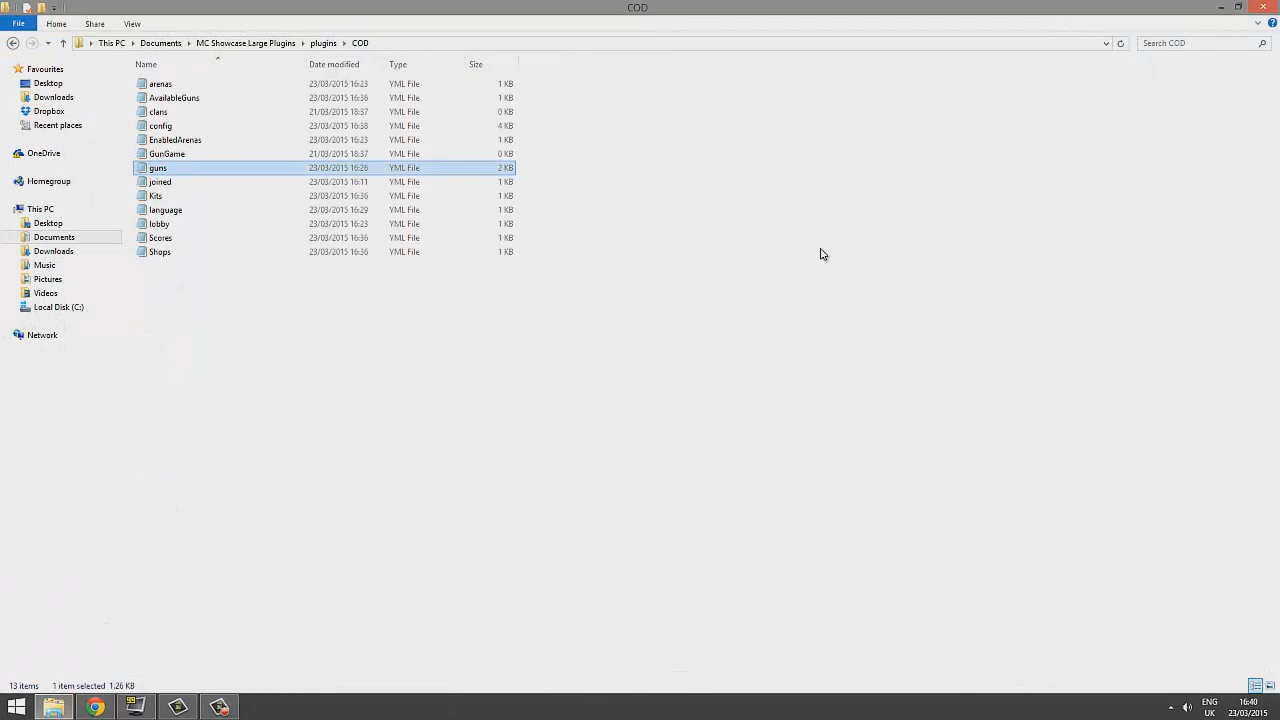 COD
File Home Share View
This PC Documents MC Showcase Large Plugins plugins COD Search COD
Name Date modified Type Size
Favourites
Desktop
Downloads
Dropbox
Recent places
OneDrive
Homegroup
This PC
Desktop
Documents
Downloads
Music
Pictures
Videos
Local Disk (C:)
Network
arenas 23/03/2015 16:23 YML File 1 KB
AvailableGuns 23/03/2015 16:36 YML File 1 KB
clans 21/03/2015 18:37 YML File 0 KB
config 23/03/2015 16:38 YML File 4 KB
EnabledArenas 23/03/2015 16:23 YML File 1 KB
GunGame 21/03/2015 18:37 YML File 0 KB
guns 23/03/2015 16:26 YML File 2 KB
joined 23/03/2015 16:11 YML File 1 KB
Kits 23/03/2015 16:36 YML File 1 KB
language 23/03/2015 16:29 YML File 1 KB
lobby 23/03/2015 16:23 YML File 1 KB
Scores 23/03/2015 16:36 YML File 1 KB
Shops 23/03/2015 16:36 YML File 1 KB
13 items 1 item selected 1.26 KB
ENG 16:40
UK 23/03/2015